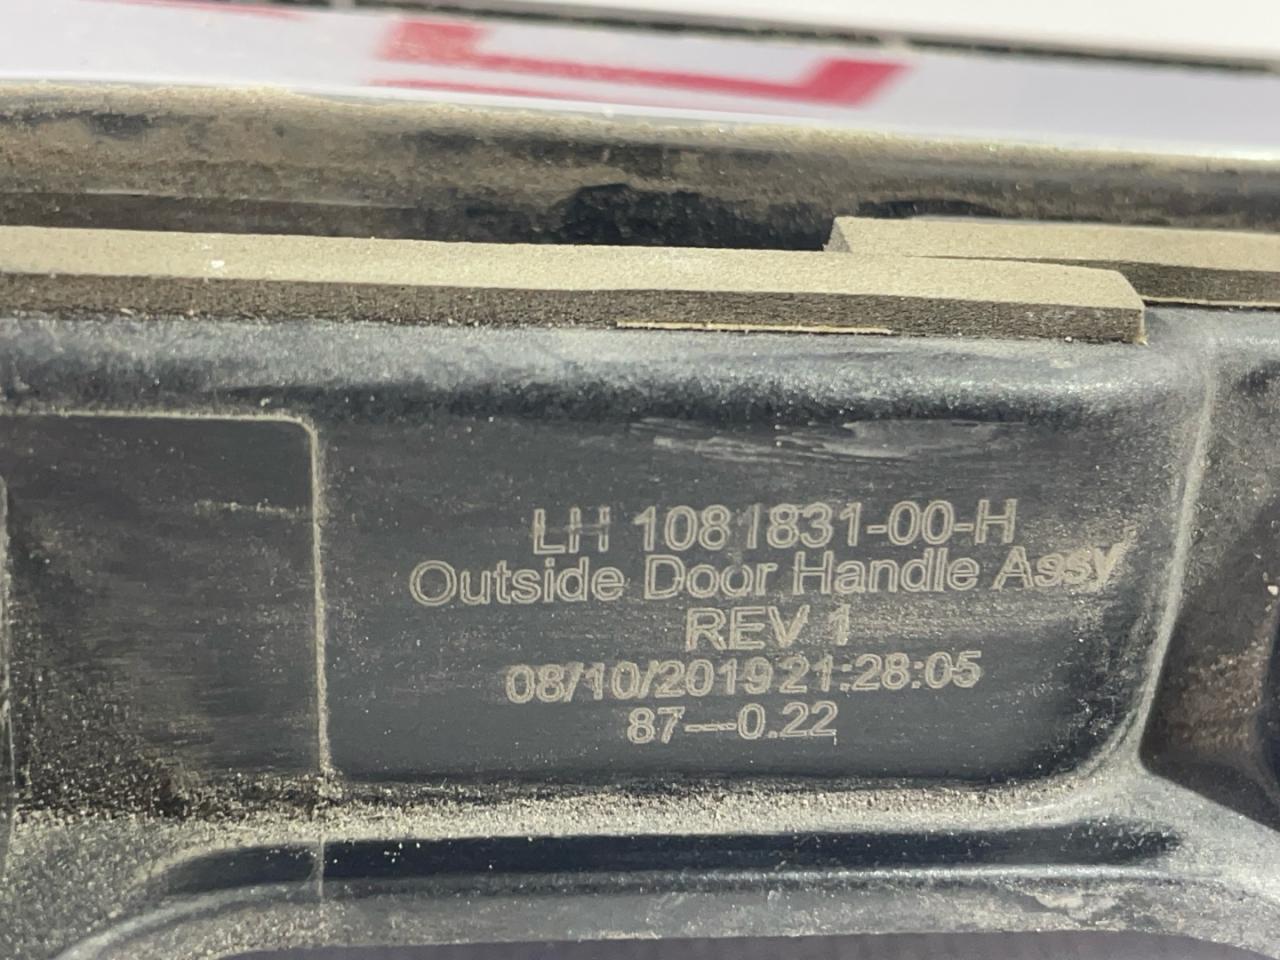 LH 1081831-00-H
Outside Door Handle Assy
REV 1
08/10/2019 21:28:05
87—0.22